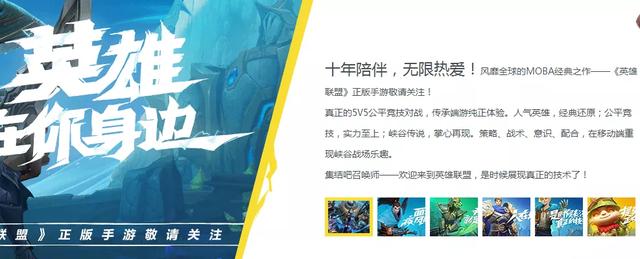 英雄
在你身边
联盟》正版手游敬请关注
十年陪伴，无限热爱！风靡全球的MOBA经典之作——《英雄
联盟》正版手游敬请关注！
真正的5V5公平竞技对战，传承端游纯正体验。人气英雄，经典还原；公平竞
技，实力至上；峡谷传说，掌心再现。策略、战术、意识、配合，在移动端重
现峡谷战场乐趣。
集结吧召唤师——欢迎来到英雄联盟，是时候展现真正的技术了！